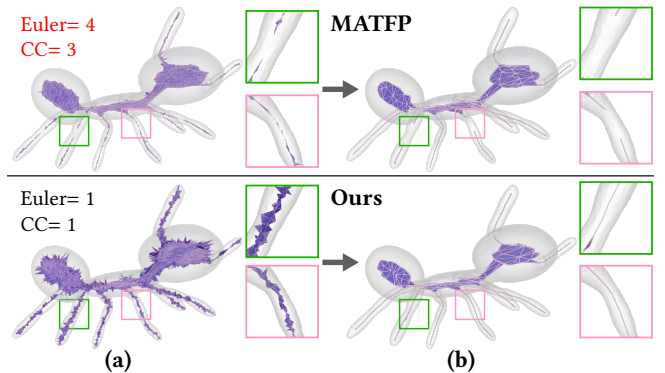 Euler= 4
CC= 3
MATFP
Euler= 1
CC= 1
Ours
(a)
(b)